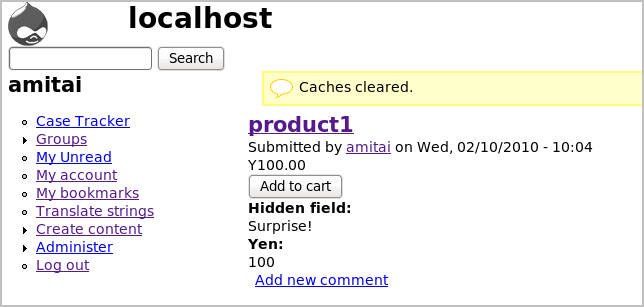 localhost
Search
amitai
Case Tracker
Groups
My Unread
My account
My bookmarks
Translate strings
Create content
Administer
Log out
Caches cleared.
product1
Submitted by amitai on Wed, 02/10/2010 - 10:04
Y100.00
Add to cart
Hidden field:
Surprise!
Yen:
100
Add new comment